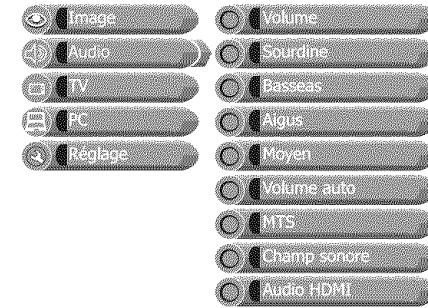 Image
Audio
TV
PC
Réglage
Volume
Sourdine
Basseas
Aigus
Moyen
Volume auto
MTS
Champ sonore
Audio HDMI